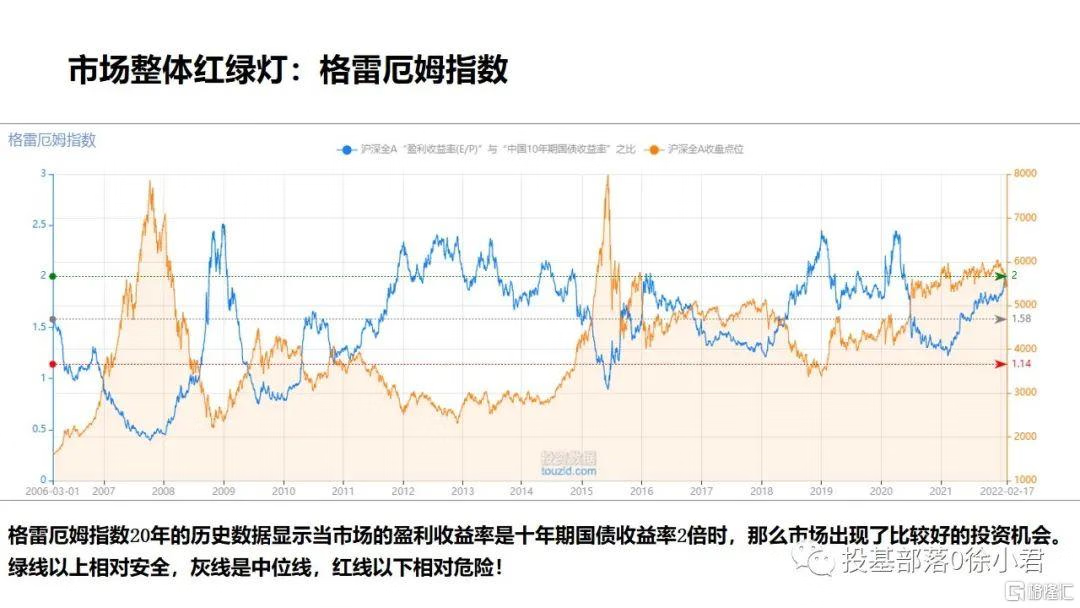 市场整体红绿灯：格雷厄姆指数
格雷厄姆指数
沪深全A“盈利收益率(E/P)”与“中国10年期国债收益率”之比
沪深全A收盘点位
3
2.5
2
1.5
1
0.5
0
8000
7000
6000
5000
4000
3000
2000
1000
2
1.58
1.14
投资数据
touzid.com
2006-03-01 2007 2008 2009 2010 2011 2012 2013 2014 2015 2016 2017 2018 2019 2020 2021 2022-02-17
格雷厄姆指数20年的历史数据显示当市场的盈利收益率是十年期国债收益率2倍时，那么市场出现了比较好的投资机会。
绿线以上相对安全，灰线是中位线，红线以下相对危险！
投基部落0徐小君
格隆汇